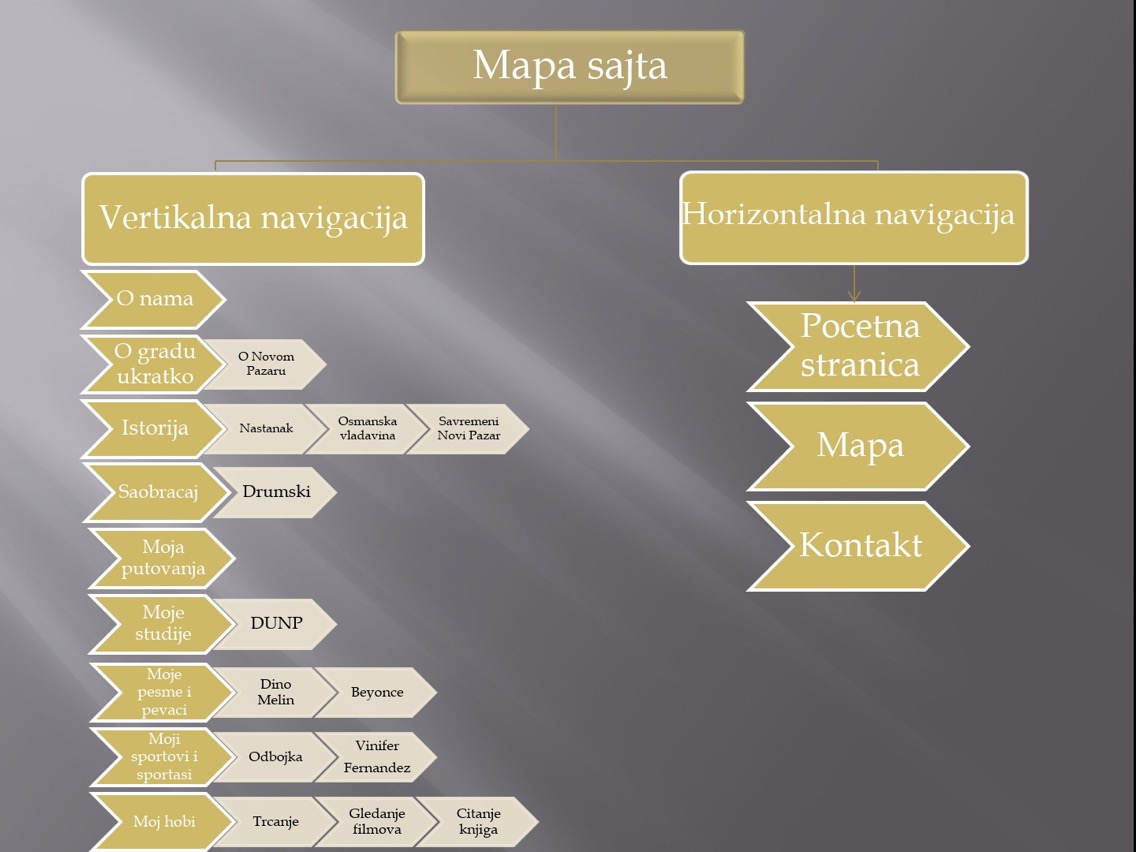 Mapa sajta
Vertikalna navigacija
Horizontalna navigacija
O nama
O gradu
ukratko
O Novom
Pazaru
Istorija
Nastanak
Osmanska
vladavina
Savremeni
Novi Pazar
Saobracaj
Drumski
Moja
putovanja
Moje
studije
DUNP
Moje
pesme i
pevaci
Dino
Melin
Beyonce
Moji
sportovi i
sportasi
Odbojka
Vinifer
Fernandez
Moj hobi
Trcanje
Gledanje
filmova
Citanje
knjiga
Pocetna
stranica
Mapa
Kontakt